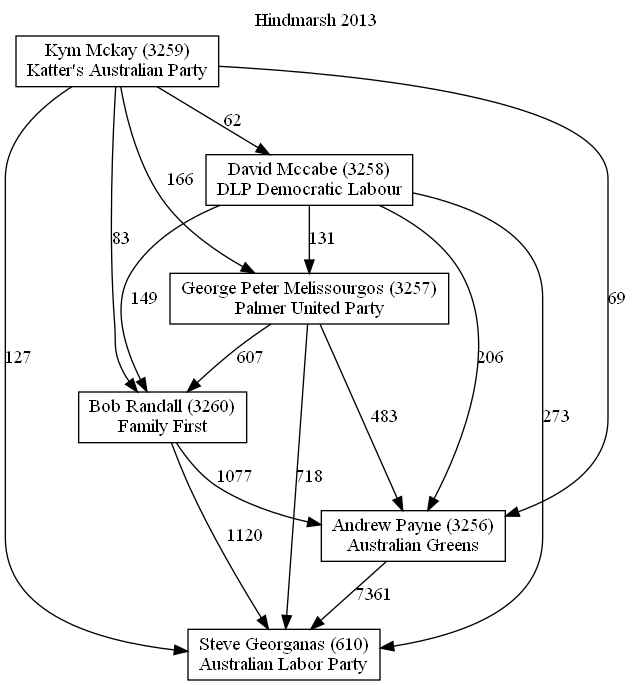 Hindmarsh 2013
Kym Mckay (3259)
Katter's Australian Party
62
166
David Mccabe (3258)
DLP Democratic Labour
83
131
149
69
George Peter Melissourgos (3257)
Palmer United Party
127
607
206
Bob Randall (3260)
Family First
483
273
1077
718
Andrew Payne (3256)
Australian Greens
1120
7361
Steve Georganas (610)
Australian Labor Party